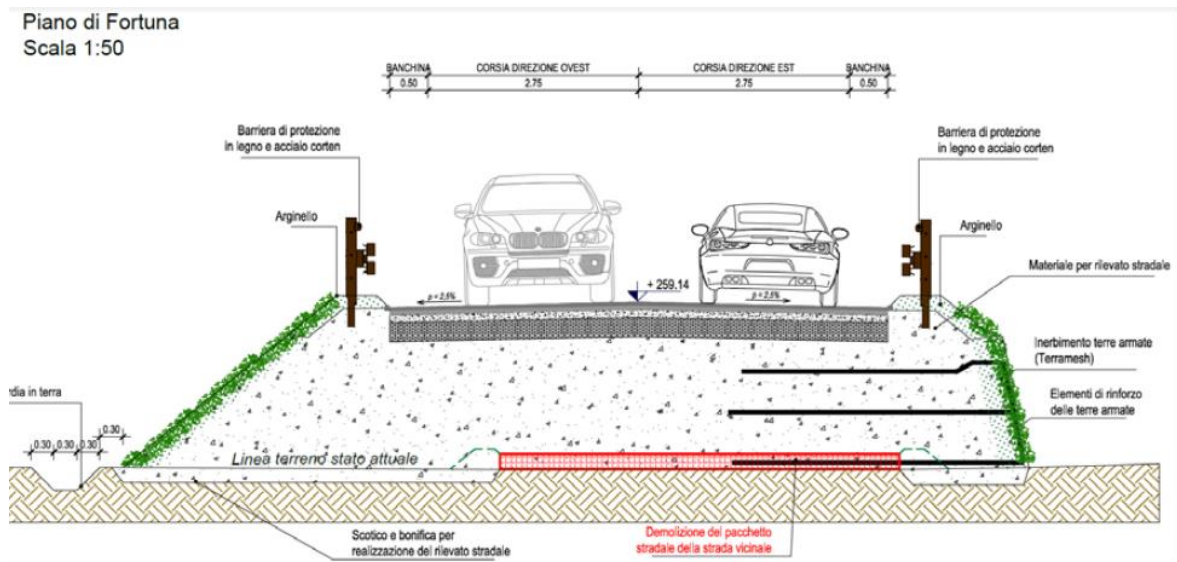 Piano di Fortuna
Scala 1:50
BANCHINA CORSIA DIREZIONE OVEST CORSIA DIREZIONE EST BANCHINA
0.50 2.75 2.75 0.50
Barriera di protezione
in legno e acciaio corten
Barriera di protezione
in legno e acciaio corten
Arginello
Arginello
Materiale per rilevato stradale
+ 259.14
p = 2,5%
p = 2,5%
Inerbimento terre armate
(Terramesh)
Elementi di rinforzo
delle terre armate
rdia in terra
0.30
0.30 0.30 0.30
Linea terreno stato attuale
Scotico e bonifica per
realizzazione del rilevato stradale
Demolizione del pacchetto
stradale della strada vicinale